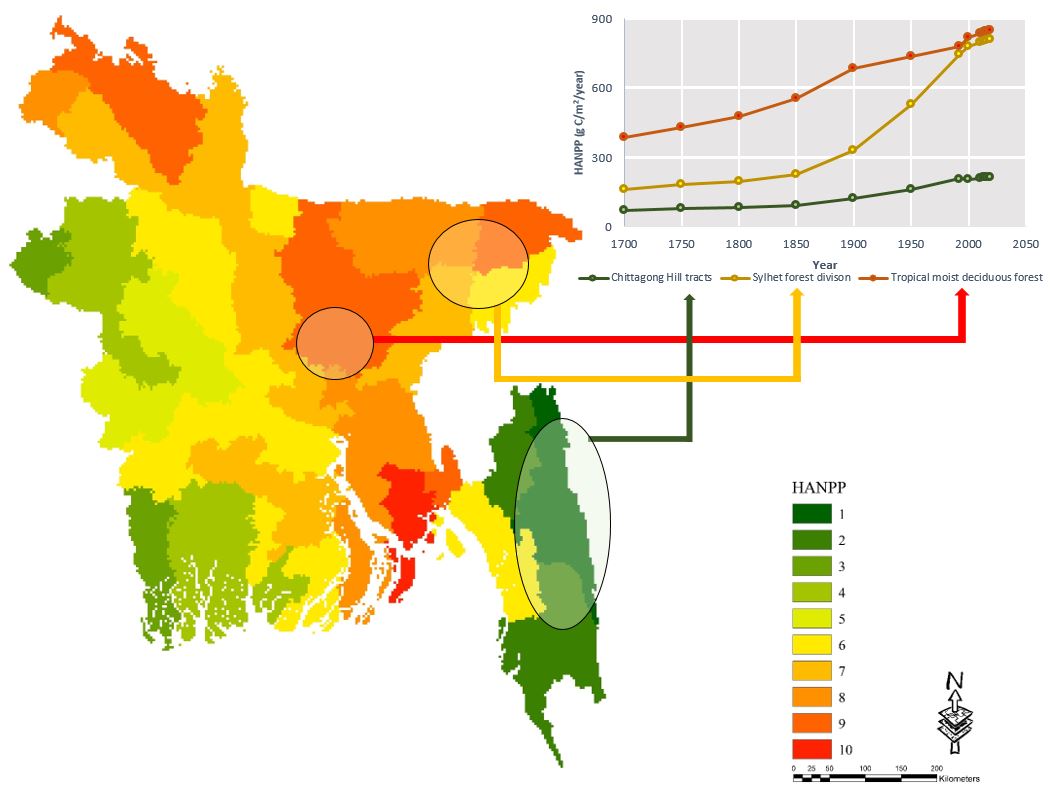 900
600
300
0
HANPP (g C/m²/year)
1700 1750 1800 1850 1900 1950 2000 2050
Year
Chittagong Hill tracts Sylhet forest divison Tropical moist deciduous forest
HANPP
1
2
3
4
5
6
7
8
9
10
N
0 25 50 100 150 200
Kilometers